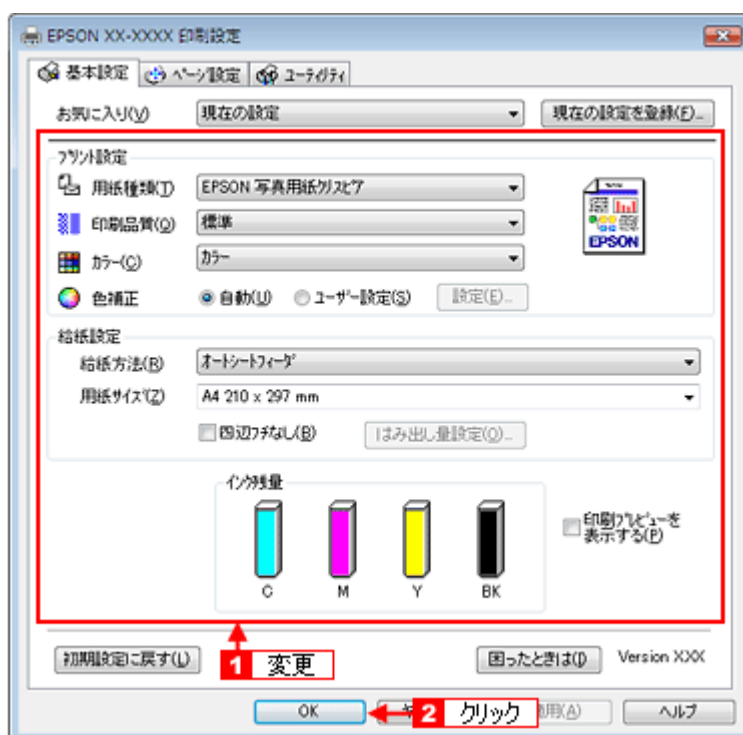 EPSON XX-XXXX 印刷設定
基本設定 ページ設定 ユーティリティ
お気に入り(V) 現在の設定 現在の設定を登録(F)...
プリント設定
用紙種類(T) EPSON 写真用紙クリスピア
印刷品質(Q) 標準
カラー(C) カラー
EPSON
色補正 自動(U) ユーザー設定(S) 設定(E)...
給紙設定
給紙方法(R) オートシートフィーダ
用紙サイズ(Z) A4 210 x 297 mm
四辺フチなし(B) はみ出し量設定(O)...
インク残量
C M Y BK
印刷プレビューを
表示する(P)
1 変更
初期設定に戻す(L) 困ったときは(I) Version XXX
OK 2 クリック 用(A) ヘルプ